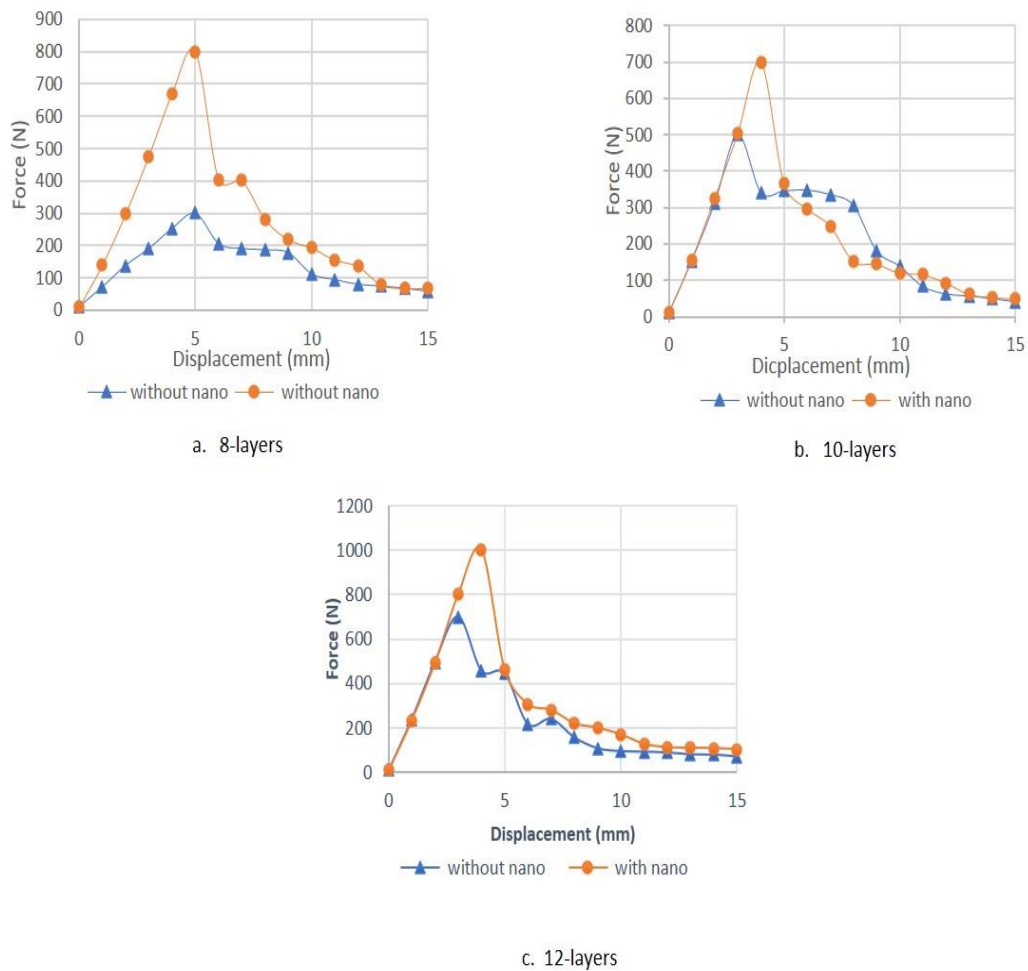 900
800
700
600
500
400
300
200
100
0
Force (N)
0 5 10 15
Displacement (mm)
without nano without nano
a. 8-layers
800
700
600
500
400
300
200
100
0
Force (N)
0 5 10 15
Dicplacement (mm)
without nano with nano
b. 10-layers
1200
1000
800
600
400
200
0
Force (N)
0 5 10 15
Displacement (mm)
without nano with nano
c. 12-layers